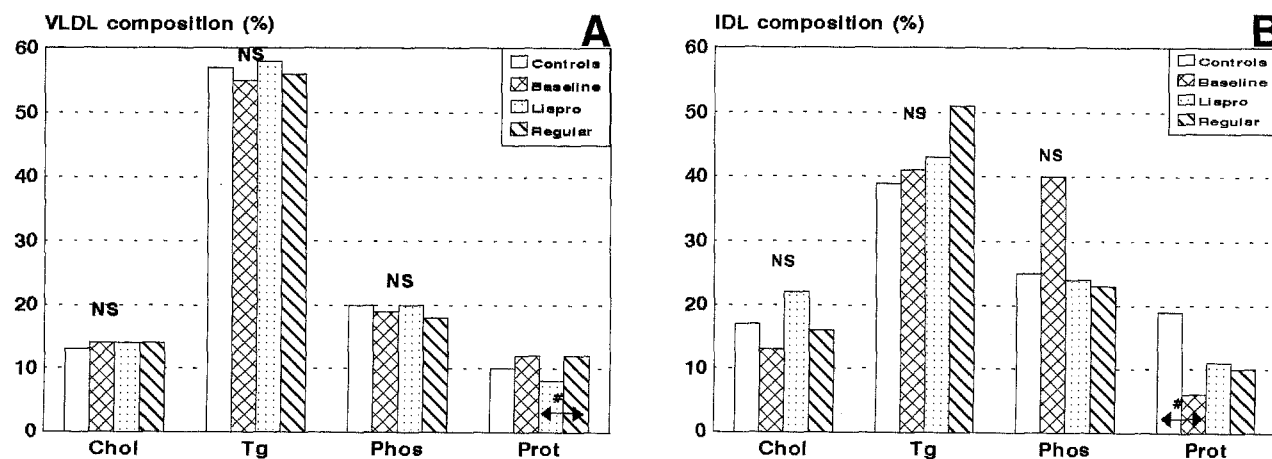 VLDL composition (%)
A
60
50
40
30
20
10
0
NS
NS
NS
#
Controls
Baseline
Lispro
Regular
Chol
Tg
Phos
Prot
IDL composition (%)
B
60
50
40
30
20
10
0
NS
NS
NS
#
Controls
Baseline
Lispro
Regular
Chol
Tg
Phos
Prot